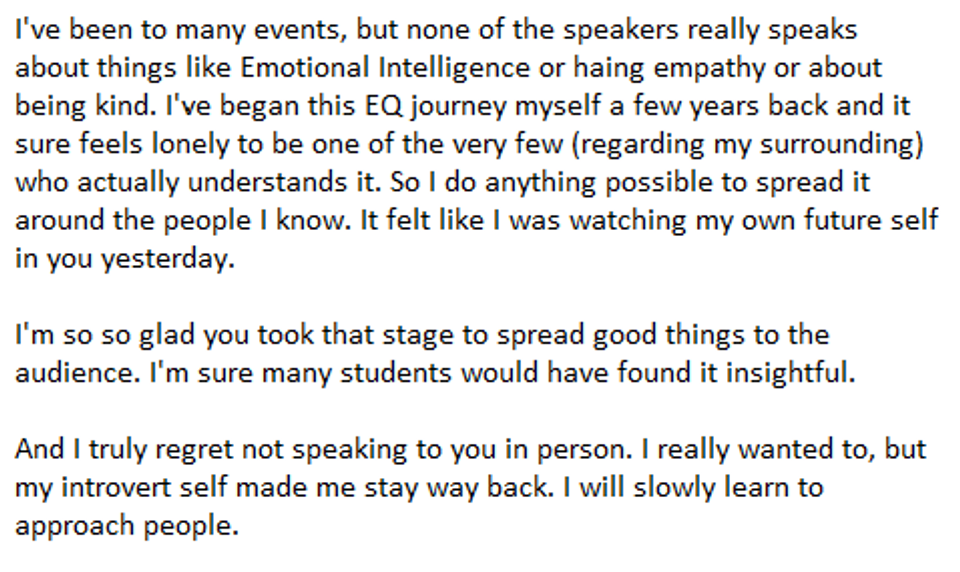 I've been to many events, but none of the speakers really speaks
about things like Emotional Intelligence or haing empathy or about
being kind. I've began this EQ journey myself a few years back and it
sure feels lonely to be one of the very few (regarding my surrounding)
who actually understands it. So I do anything possible to spread it
around the people I know. It felt like I was watching my own future self
in you yesterday.
I'm so so glad you took that stage to spread good things to the
audience. I'm sure many students would have found it insightful.
And I truly regret not speaking to you in person. I really wanted to, but
my introvert self made me stay way back. I will slowly learn to
approach people.